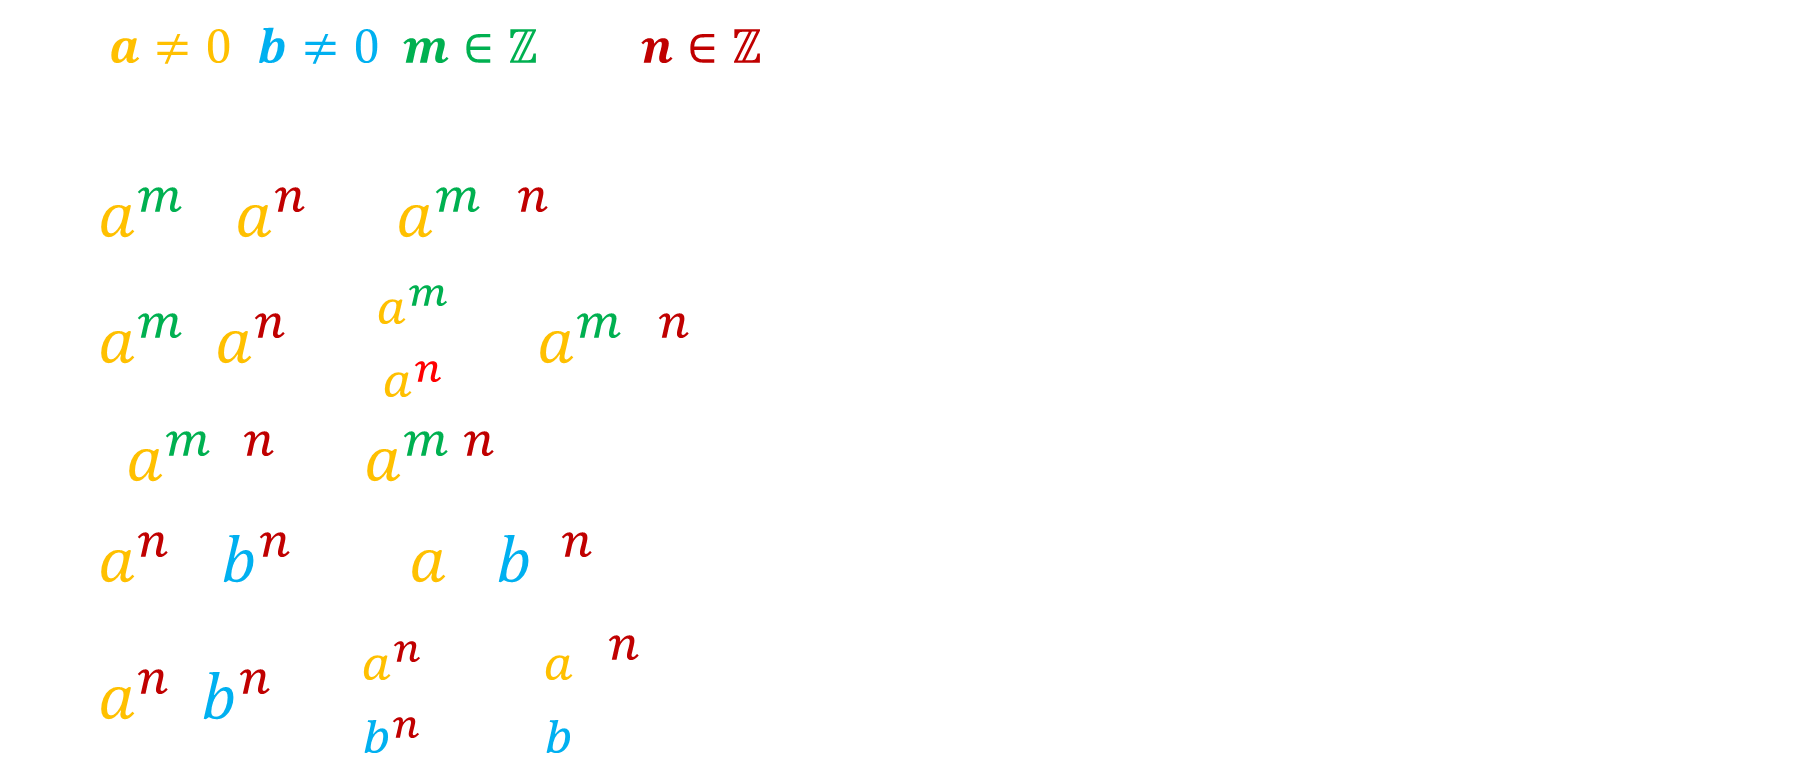 a ≠ 0 b ≠ 0 m ∈ ℤ n ∈ ℤ
a^m a^n a^m n
a^m a^n a^m a^n a^m n
a^m n a^m n
a^n b^n a b n
a^n b^n a^n b^n a b n